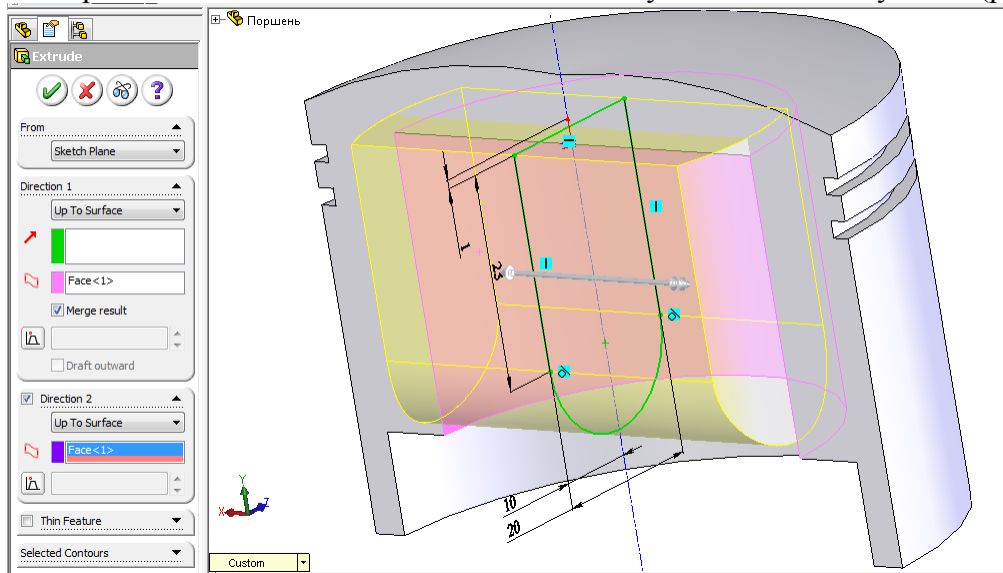 Поршень
Extrude
From
Sketch Plane
Direction 1
Up To Surface
Face<1>
Merge result
Draft outward
Direction 2
Up To Surface
Face<1>
Thin Feature
Selected Contours
1
25
10
20
Y
X
Z
Custom